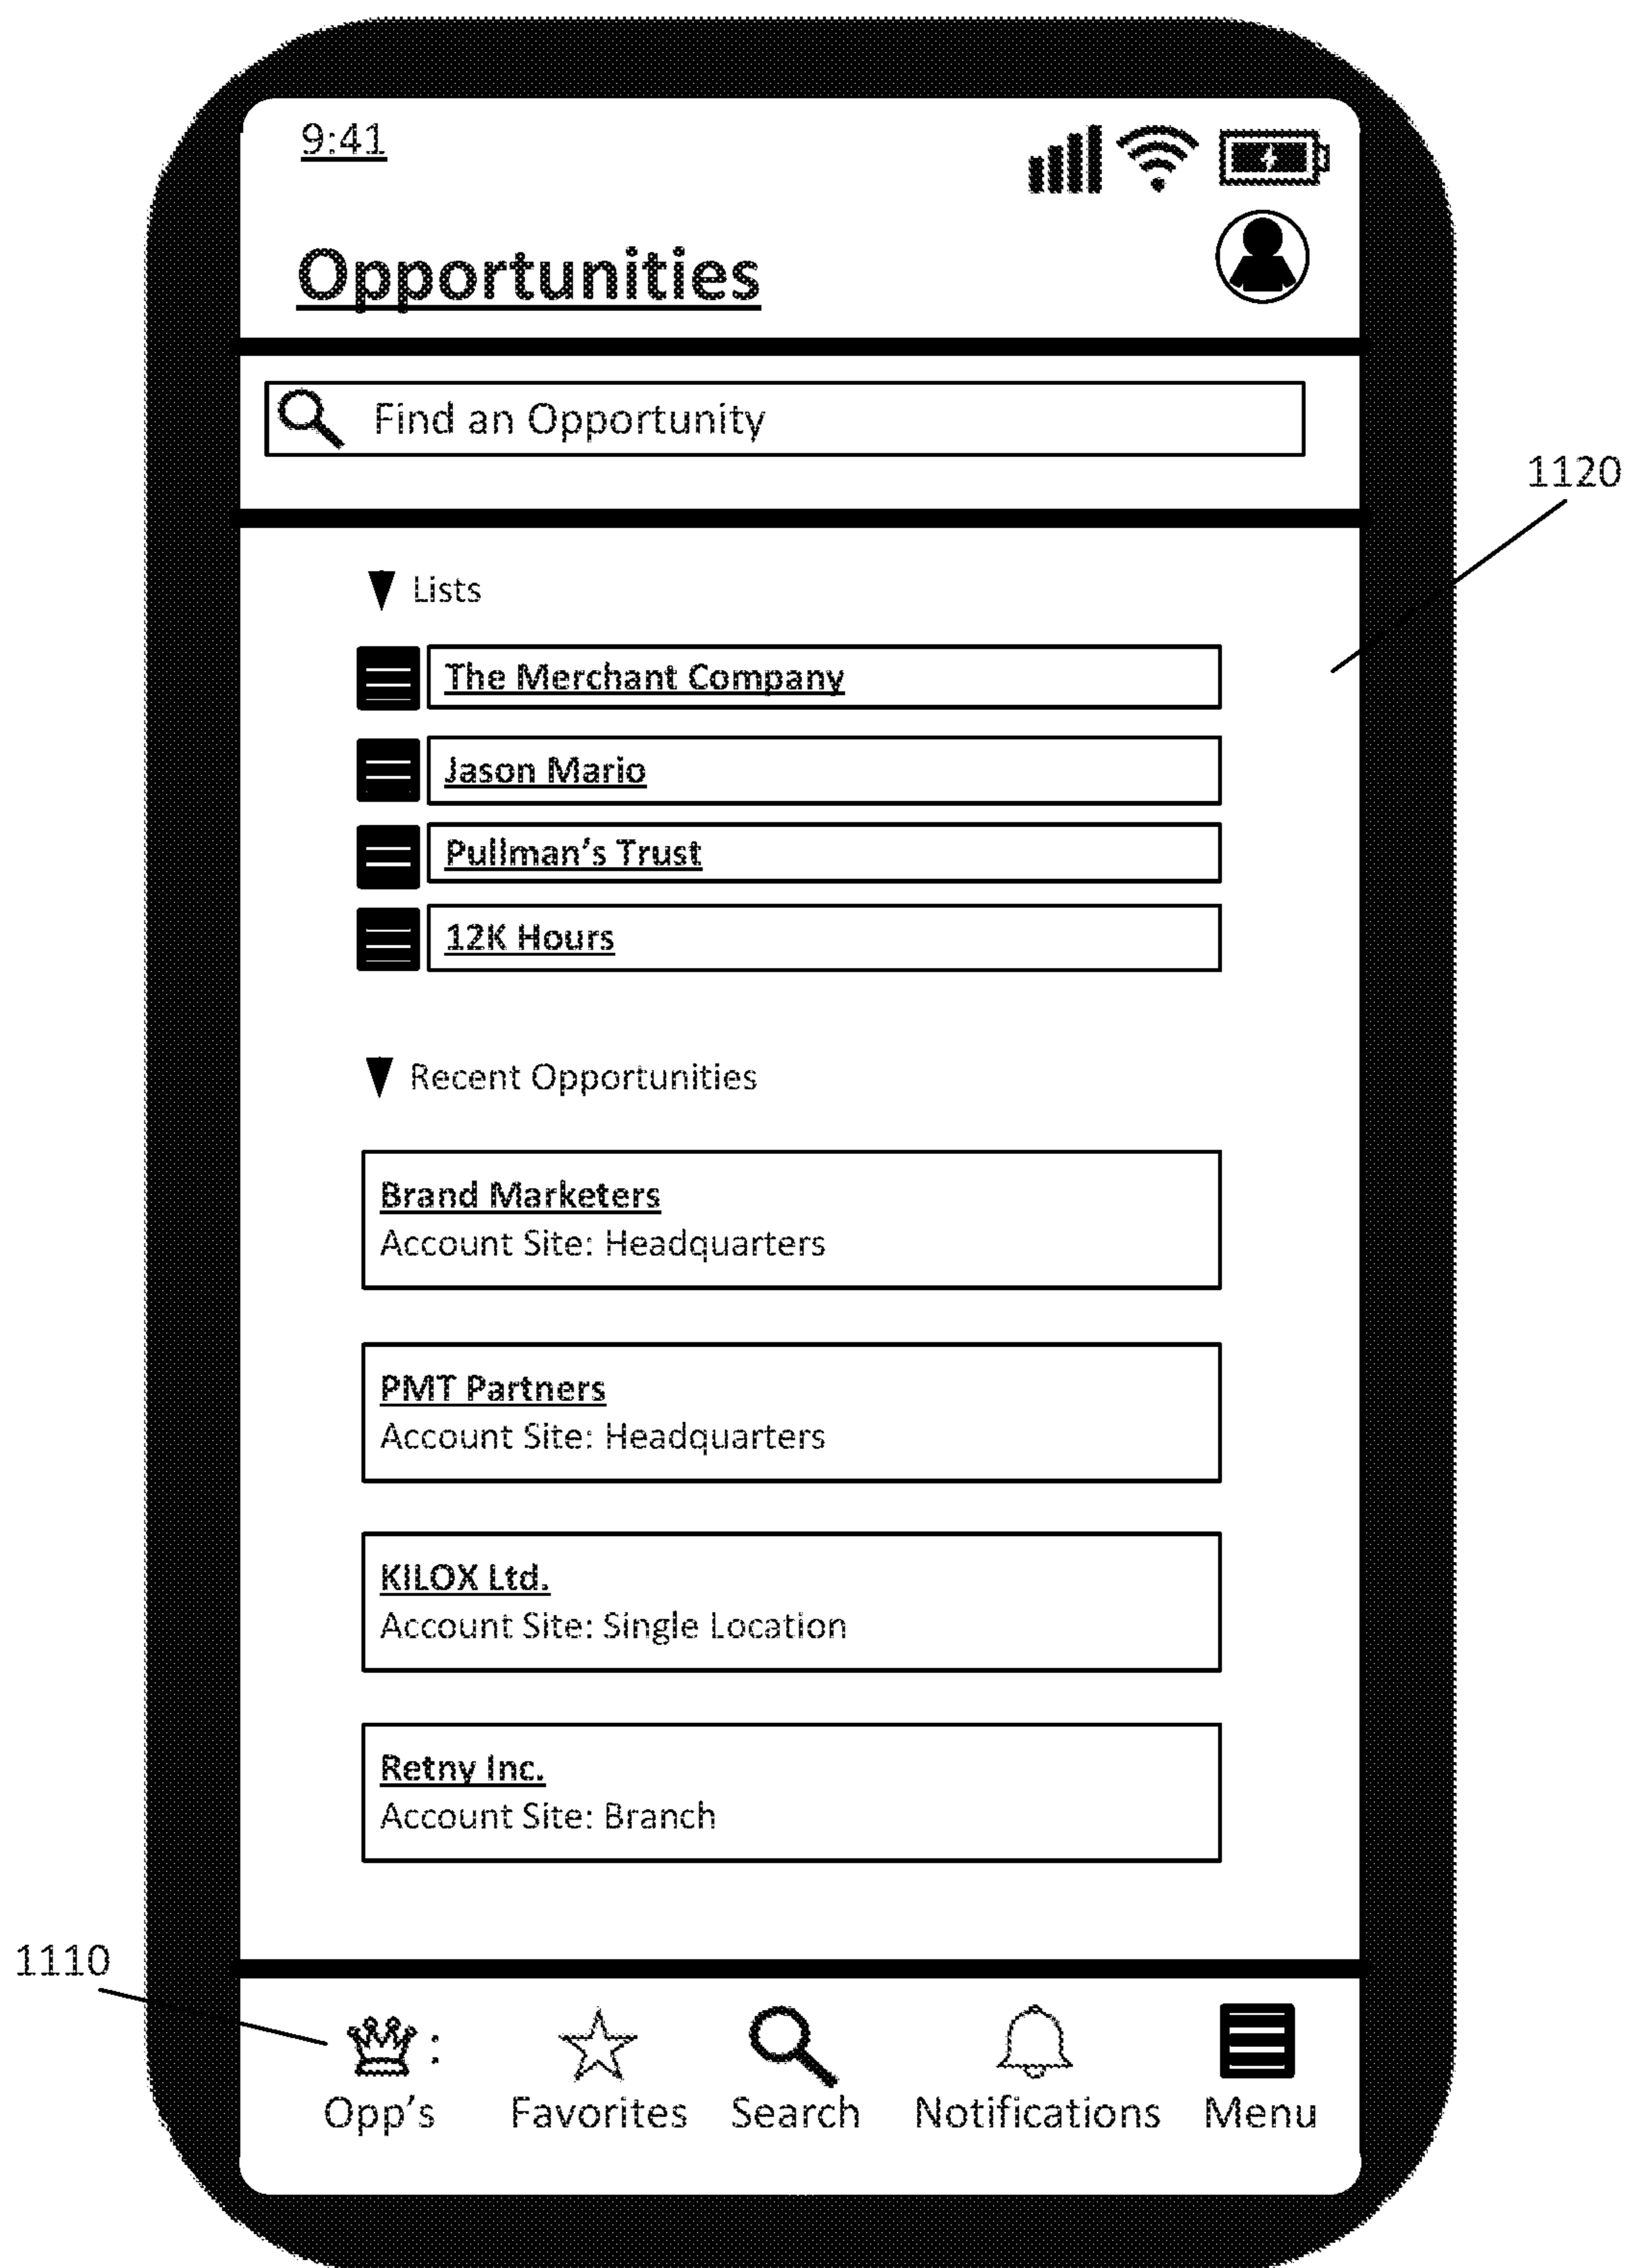 9:41
Opportunities
Find an Opportunity
1120
Lists
The Merchant Company
Jason Mario
Pullman's Trust
12K Hours
Recent Opportunities
Brand Marketers
Account Site: Headquarters
PMT Partners
Account Site: Headquarters
KILOX Ltd.
Account Site: Single Location
Retny Inc.
Account Site: Branch
1110
:
Opp's Favorites Search Notifications Menu